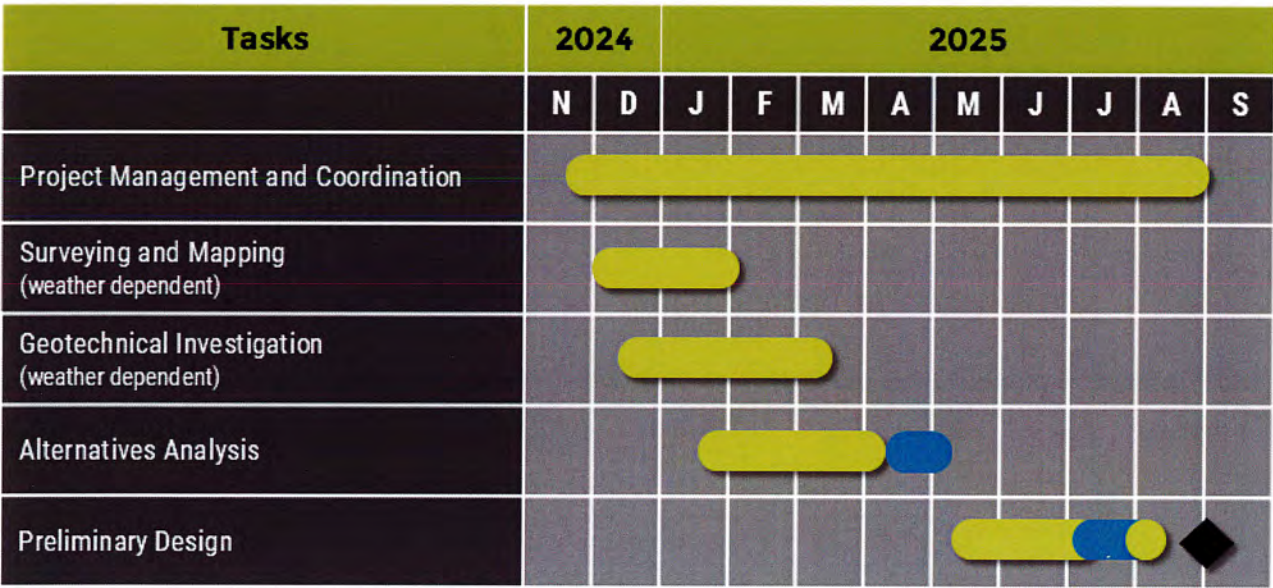 Tasks 2024 2025
N D J F M A M J J A S
Project Management and Coordination
Surveying and Mapping
(weather dependent)
Geotechnical Investigation
(weather dependent)
Alternatives Analysis
Preliminary Design